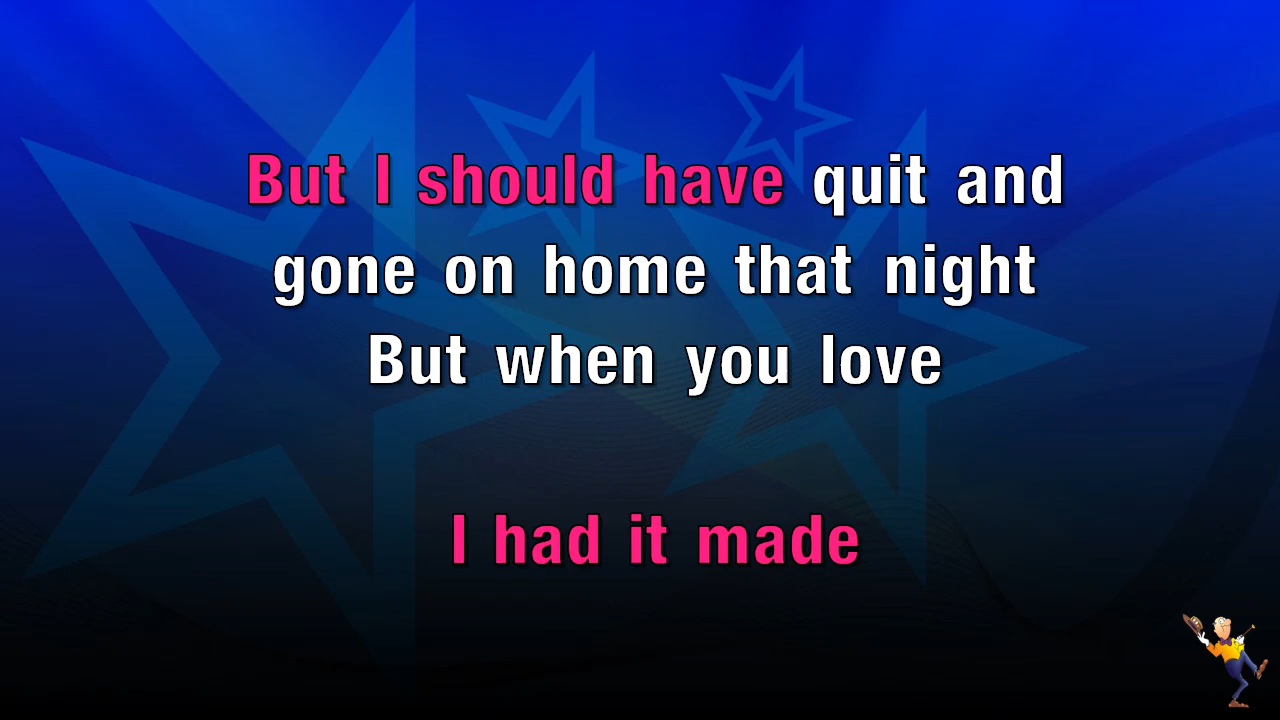 But I should have quit and
gone on home that night
But when you love
I had it made